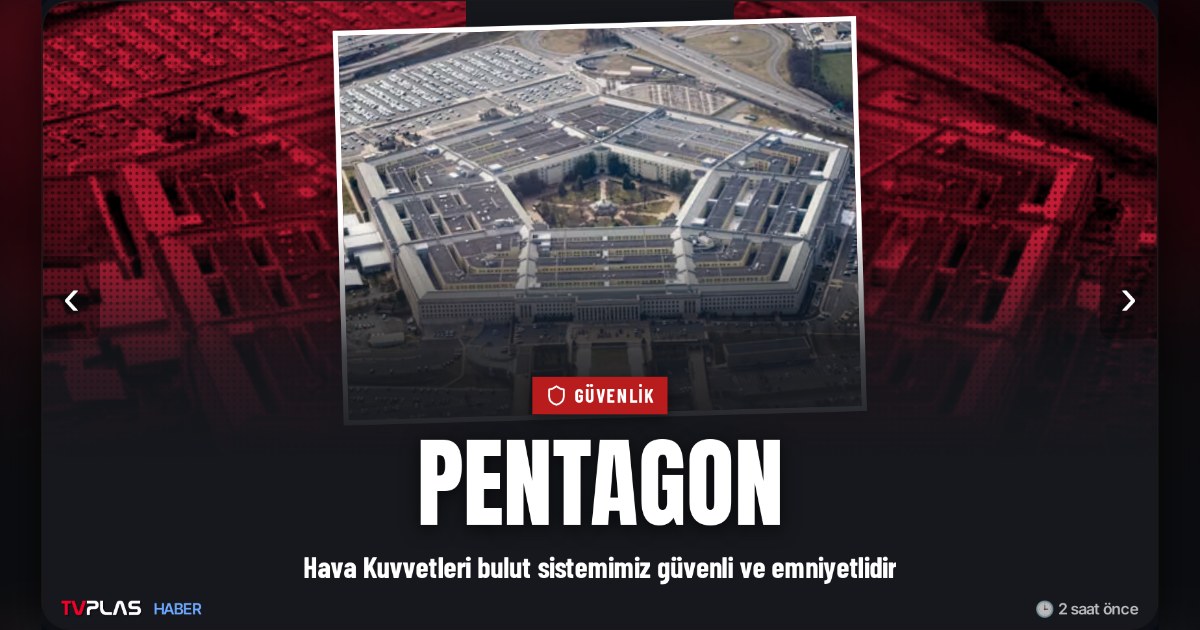 GÜVENLİK
PENTAGON
Hava Kuvvetleri bulut sistemimiz güvenli ve emniyetlidir
TVPLAS HABER
2 saat önce